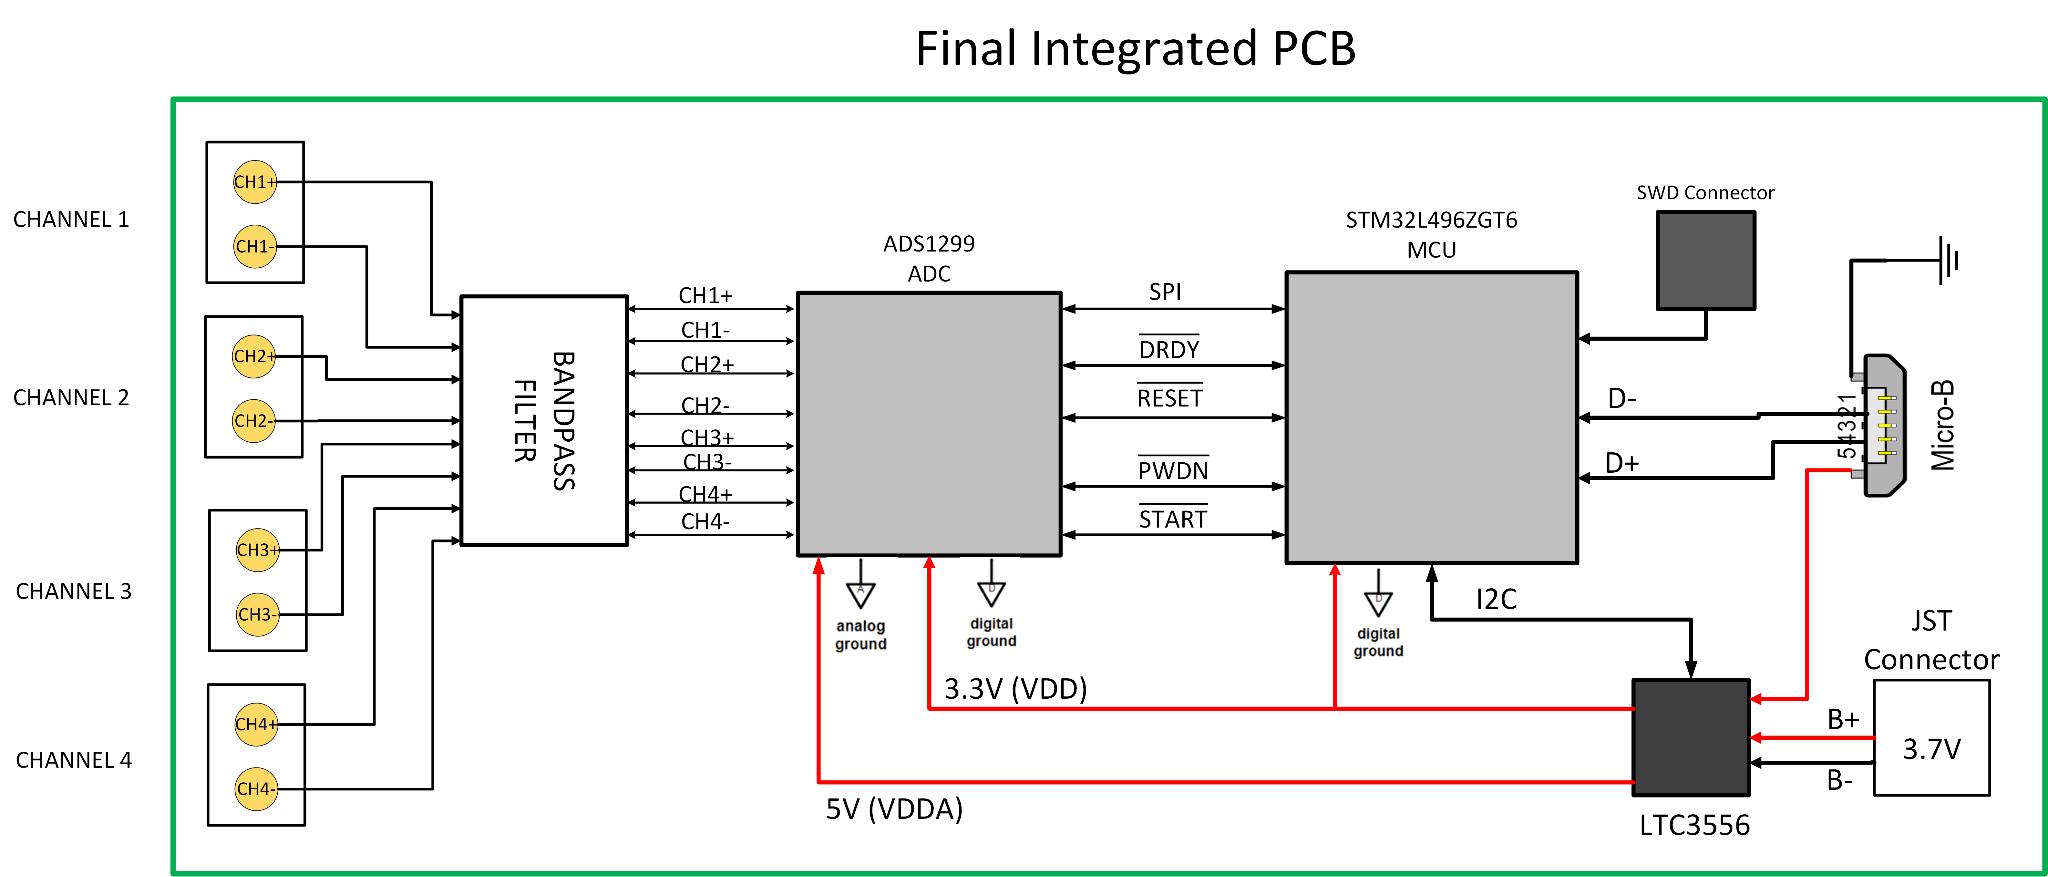 Final Integrated PCB
CHANNEL 1
CH1+
CH1-
CHANNEL 2
CH2+
CH2-
CHANNEL 3
CH3+
CH3-
CHANNEL 4
CH4+
CH4-
BANDPASS
FILTER
CH1+
CH1-
CH2+
CH2-
CH3+
CH3-
CH4+
CH4-
ADS1299
ADC
A
analog
ground
D
digital
ground
SPI
DRDY
RESET
PWDN
START
STM32L496ZGT6
MCU
D
digital
ground
SWD Connector
D-
D+
54321
Micro-B
I2C
3.3V (VDD)
5V (VDDA)
LTC3556
B+
B-
JST
Connector
3.7V